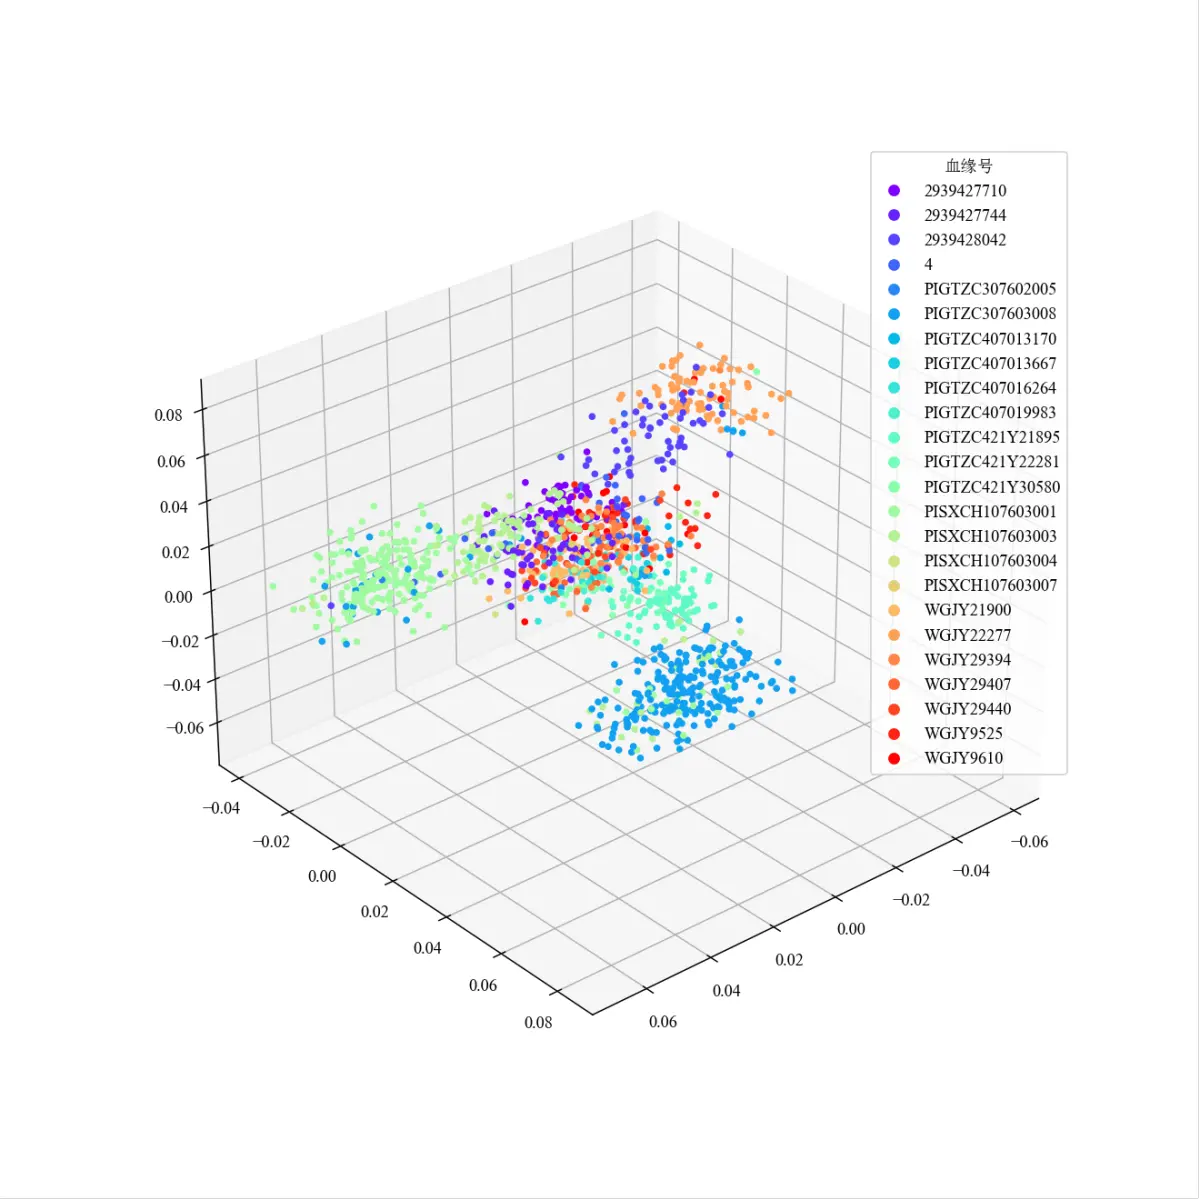 血缘号
2939427710
2939427744
2939428042
4
PIGTZC307602005
PIGTZC307603008
PIGTZC407013170
PIGTZC407013667
PIGTZC407016264
PIGTZC407019983
PIGTZC421Y21895
PIGTZC421Y22281
PIGTZC421Y30580
PISXCH107603001
PISXCH107603003
PISXCH107603004
PISXCH107603007
WGJY21900
WGJY22277
WGJY29394
WGJY29407
WGJY29440
WGJY9525
WGJY9610
0.08
0.06
0.04
0.02
0.00
−0.02
−0.04
−0.06
−0.04
−0.02
0.00
0.02
0.04
0.06
0.08
−0.06
−0.04
−0.02
0.00
0.02
0.04
0.06